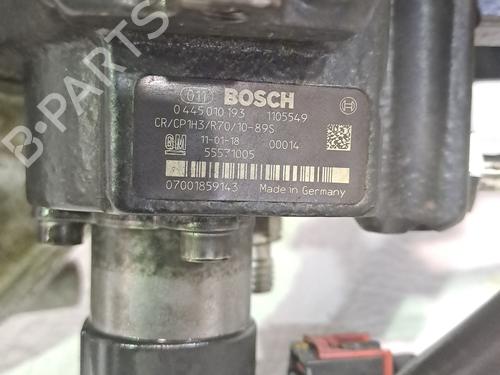 B-PARTS
011 BOSCH
0 445 010 193 1105549
CR/CP1H3/R70/10-89S
GM 11-01-18 00014
55571005
07001859143 Made in Germany